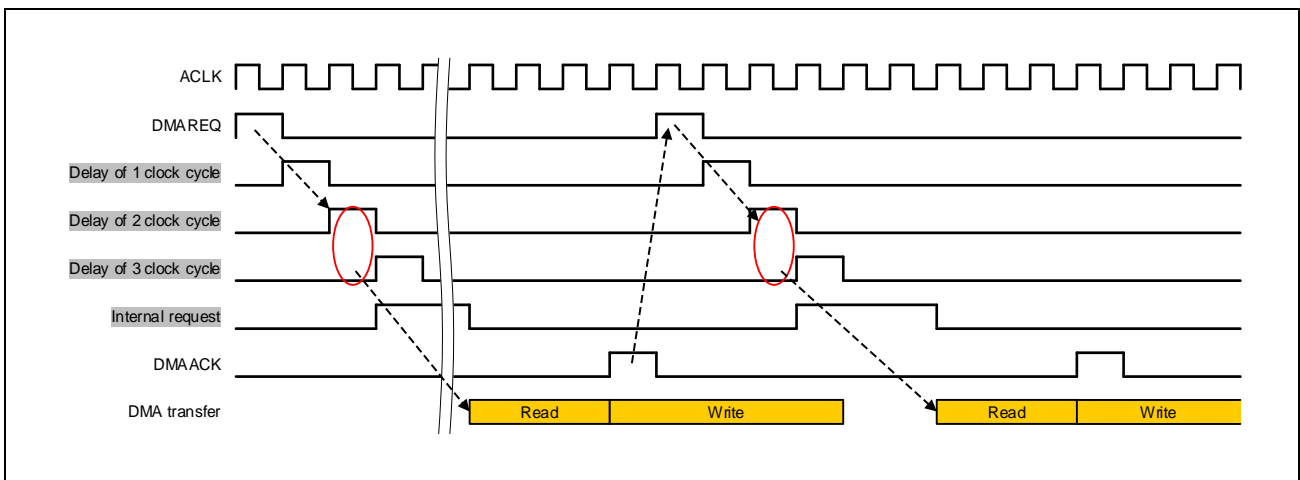 ACLK
DMAREQ
Delay of 1 clock cycle
Delay of 2 clock cycle
Delay of 3 clock cycle
Internal request
DMAACK
DMA transfer Read Write Read Write